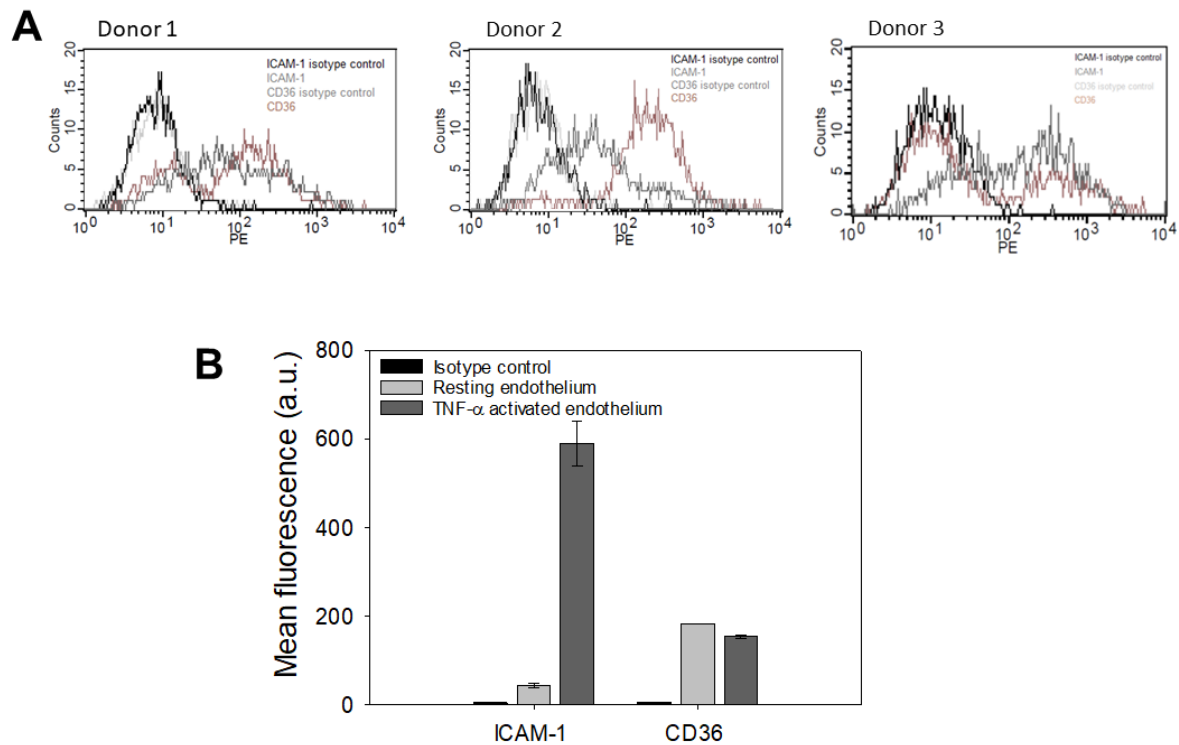 A
Donor 1
20
15
10
5
0
Counts
ICAM-1 isotype control
ICAM-1
CD36 isotype control
CD36
10^0
10^1
10^2
10^3
10^4
PE
Donor 2
20
15
10
5
0
Counts
ICAM-1 isotype control
ICAM-1
CD36 isotype control
CD36
10^0
10^1
10^2
10^3
10^4
PE
Donor 3
20
15
10
5
0
Counts
ICAM-1 isotype control
ICAM-1
CD36 isotype control
CD36
10^0
10^1
10^2
10^3
10^4
PE
B
Mean fluorescence (a.u.)
800
600
400
200
0
Isotype control
Resting endothelium
TNF-α activated endothelium
ICAM-1
CD36